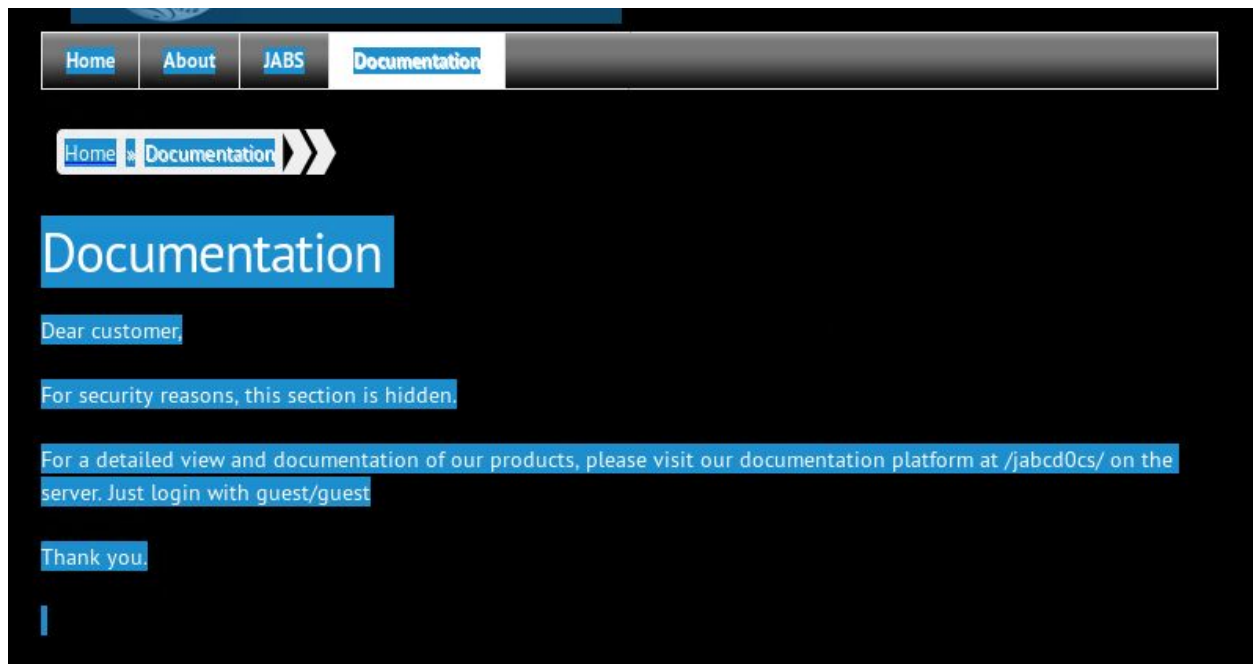 Home About JABS Documentation
Home » Documentation
Documentation
Dear customer,
For security reasons, this section is hidden.
For a detailed view and documentation of our products, please visit our documentation platform at /jabcd0cs/ on the
server. Just login with guest/guest
Thank you.